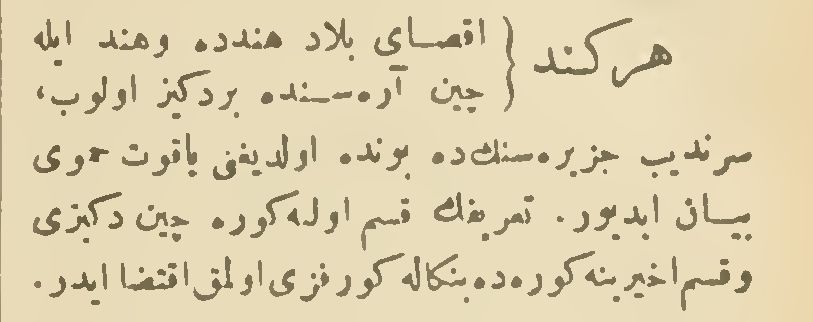 هركند { اقصای بلاد هندده وهند ایله
چین آره‌سنده بردكیز اولوب،
سرندیب جزیره‌سنك‌ده بونده اولدیغنی یاقوت حموی
بیان ایدیور. تعریفك قسم اولنه كوره چین دكیزی
وقسم اخیرینه كوره‌ده بنكاله كورفزی اولمق اقتضا ایدر.